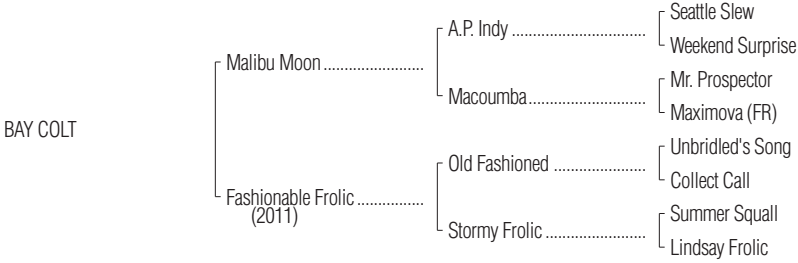 Seattle Slew
A.P. Indy ................................
Weekend Surprise
Malibu Moon ........................
Mr. Prospector
Macoumba............................
Maximova (FR)
BAY COLT
Unbridled's Song
Old Fashioned ......................
Collect Call
Fashionable Frolic ................
(2011)
Summer Squall
Stormy Frolic ........................
Lindsay Frolic